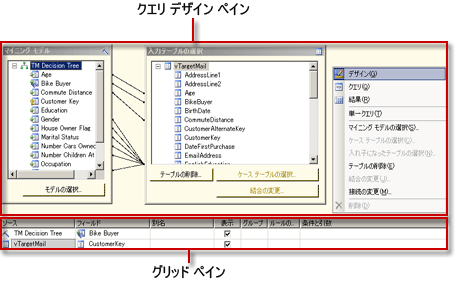 クエリ デザイン ペイン
マイニング モデル
TM Decision Tree
Age
Bike Buyer
Commute Distance
Customer Key
Education
Gender
House Owner Flag
Marital Status
Number Cars Owned
Number Children At
Occupation
モデルの選択...
入力テーブルの選択
vTargetMail
AddressLine1
AddressLine2
Age
BikeBuyer
BirthDate
CommuteDistance
CustomerAlternateKey
CustomerKey
DateFirstPurchase
EmailAddress
テーブルの削除...
ケース テーブルの選択...
結合の変更...
デザイン(G)
クエリ(Q)
結果(R)
単一クエリ(T)
マイニング モデルの選択(S)...
ケース テーブルの選択(U)...
入れ子になったテーブルの選択(N)...
テーブルの削除(E)...
結合の変更(J)...
接続の変更(M)...
削除(D)
ソース フィールド 別名 表示 グループ ルールの... 条件と引数
TM Decision Tree Bike Buyer
vTargetMail CustomerKey
グリッド ペイン